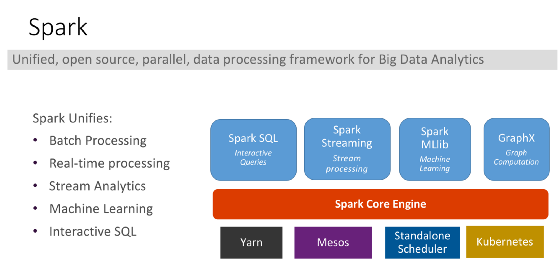 Spark
Unified, open source, parallel, data processing framework for Big Data Analytics
Spark Unifies:
• Batch Processing
• Real-time processing
• Stream Analytics
• Machine Learning
• Interactive SQL
Spark SQL
Interactive
Queries
Spark
Streaming
Stream
processing
Spark
MLlib
Machine
Learning
GraphX
Graph
Computation
Spark Core Engine
Yarn
Mesos
Standalone
Scheduler
Kubernetes